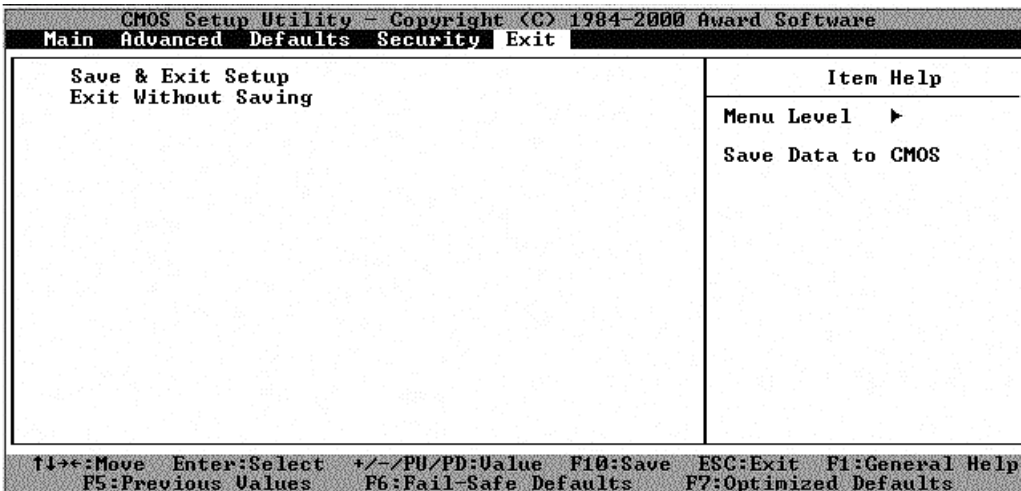 CMOS Setup Utility – Copyright (C) 1984-2000 Award Software
Main Advanced Defaults Security Exit
Save & Exit Setup
Exit Without Saving
Item Help
Menu Level ►
Save Data to CMOS
↑↓→←:Move Enter:Select +/-/PU/PD:Value F10:Save ESC:Exit F1:General Help
F5:Previous Values F6:Fail-Safe Defaults F7:Optimized Defaults